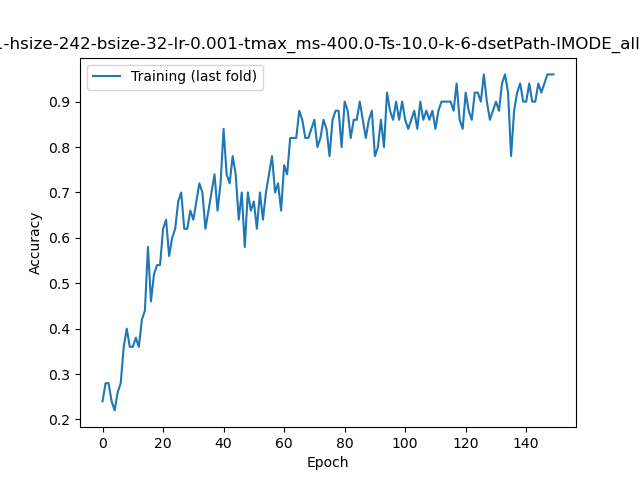 -hsize-242-bsize-32-lr-0.001-tmax_ms-400.0-Ts-10.0-k-6-dsetPath-IMODE_all
Training (last fold)
Accuracy
0.9
0.8
0.7
0.6
0.5
0.4
0.3
0.2
0 20 40 60 80 100 120 140
Epoch